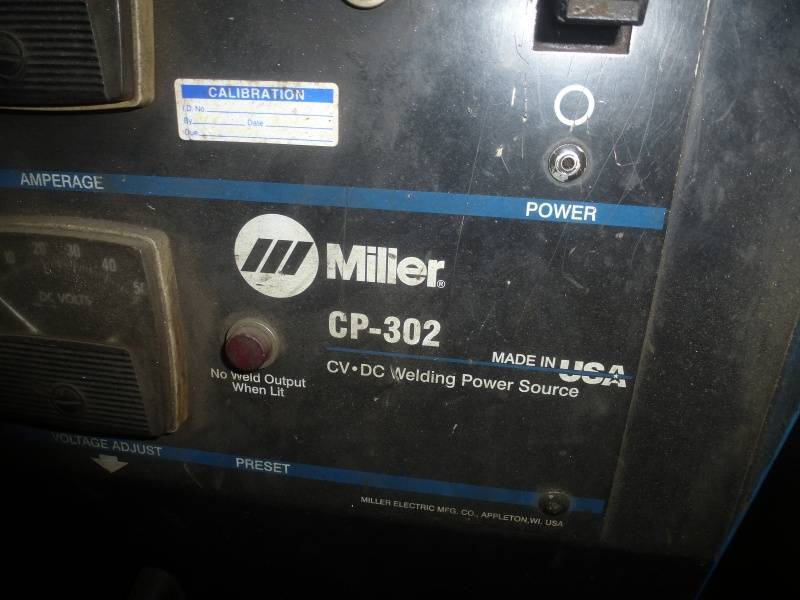 CALIBRATION
I.D. No.
By Date
Due
AMPERAGE
POWER
Miller®
10 20 30 40 50
DC VOLTS
CP-302
MADE IN USA
CV•DC Welding Power Source
No Weld Output
When Lit
VOLTAGE ADJUST
PRESET
MILLER ELECTRIC MFG. CO., APPLETON, WI. USA